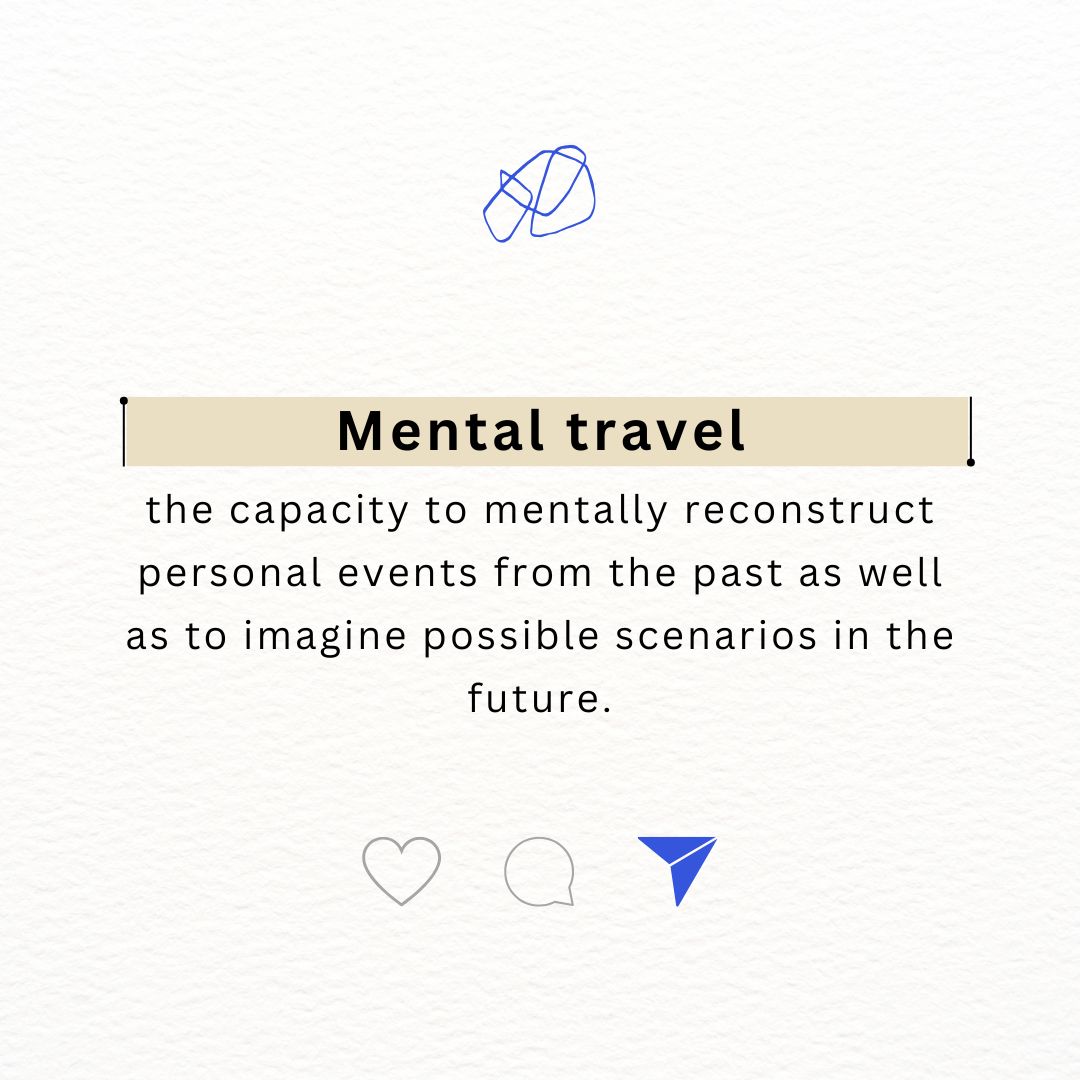 Mental travel
the capacity to mentally reconstruct
personal events from the past as well
as to imagine possible scenarios in the
future.